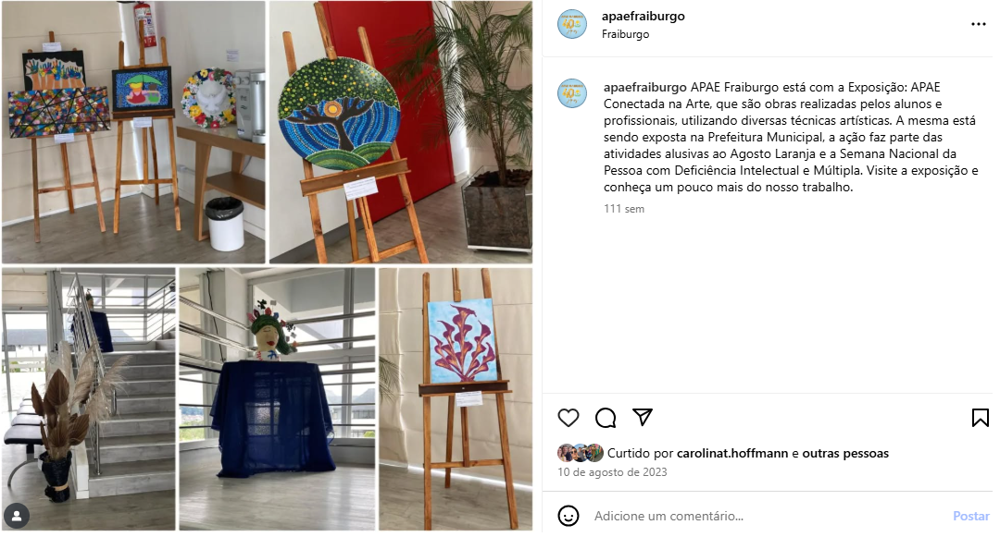 apaefraiburgo
Fraiburgo
apaefraiburgo APAE Fraiburgo está com a Exposição: APAE
Conectada na Arte, que são obras realizadas pelos alunos e
profissionais, utilizando diversas técnicas artísticas. A mesma está
sendo exposta na Prefeitura Municipal, a ação faz parte das
atividades alusivas ao Agosto Laranja e a Semana Nacional da
Pessoa com Deficiência Intelectual e Múltipla. Visite a exposição e
conheça um pouco mais do nosso trabalho.
111 sem
Curtido por carolinat.hoffmann e outras pessoas
10 de agosto de 2023
Adicione um comentário...
Postar